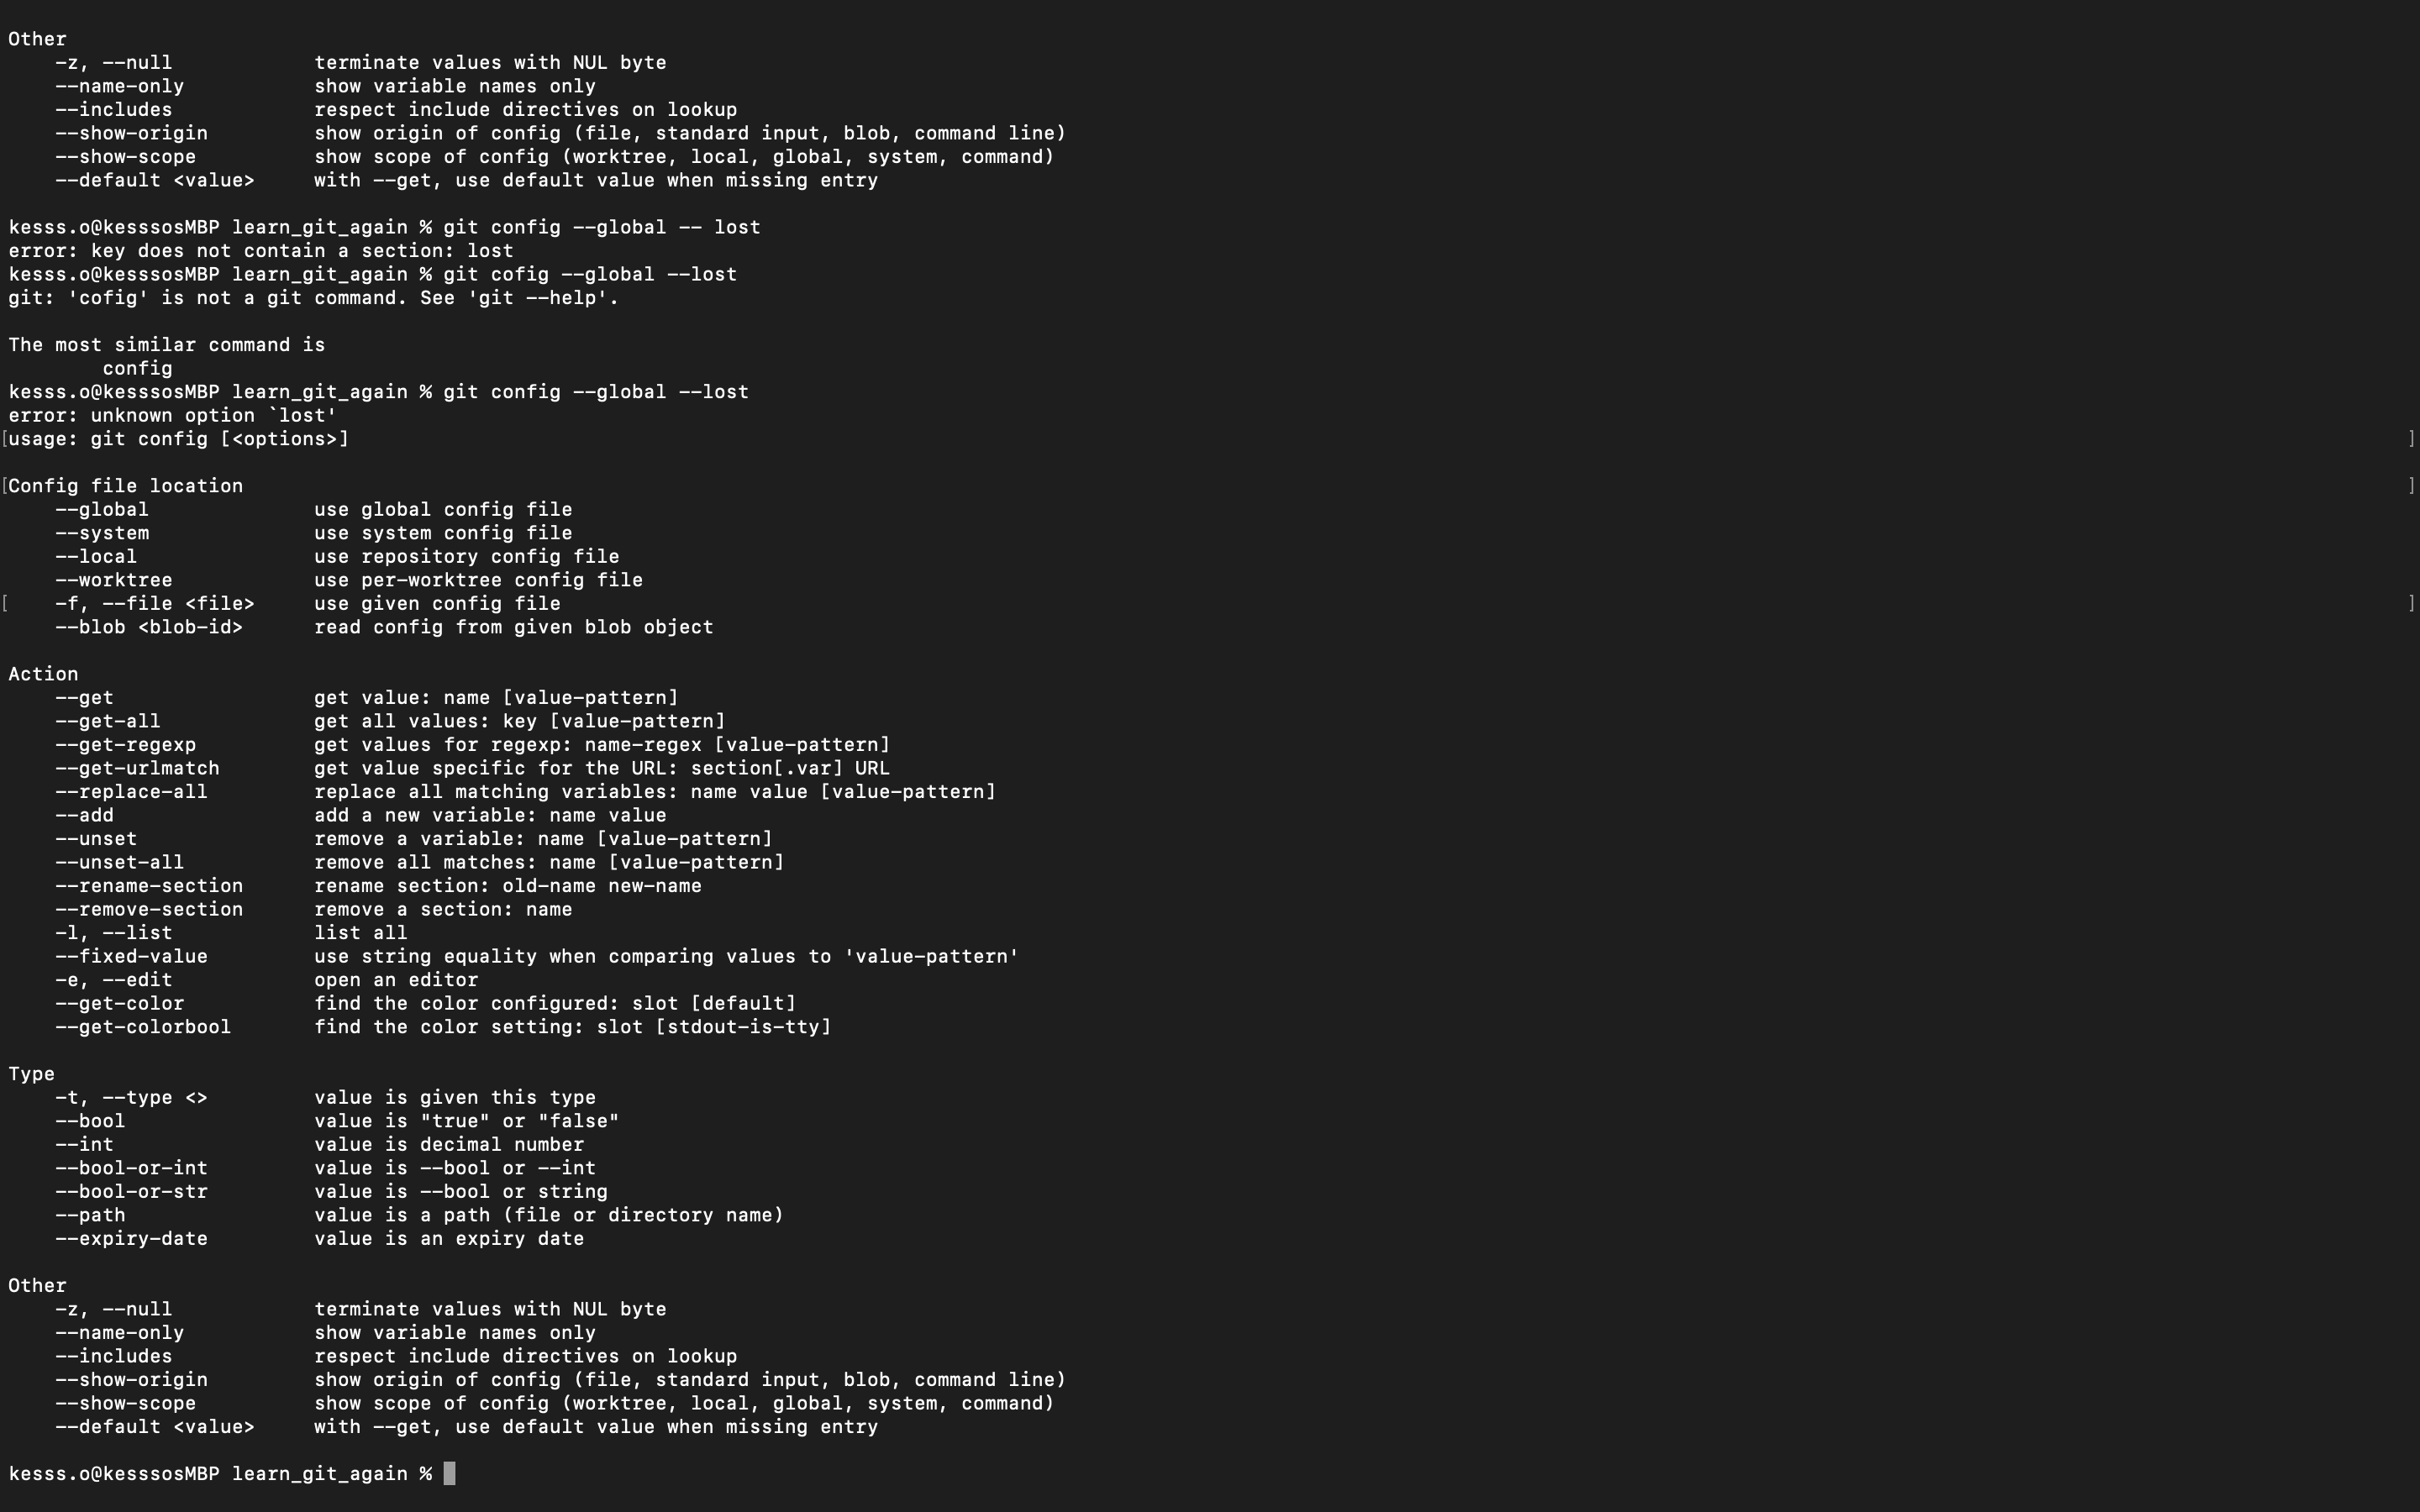 Other
    -z, --null            terminate values with NUL byte
    --name-only           show variable names only
    --includes            respect include directives on lookup
    --show-origin         show origin of config (file, standard input, blob, command line)
    --show-scope          show scope of config (worktree, local, global, system, command)
    --default <value>     with --get, use default value when missing entry

kesss.o@kesssosMBP learn_git_again % git config --global -- lost
error: key does not contain a section: lost
kesss.o@kesssosMBP learn_git_again % git cofig --global --lost
git: 'cofig' is not a git command. See 'git --help'.

The most similar command is
        config
kesss.o@kesssosMBP learn_git_again % git config --global --lost
error: unknown option `lost'
[usage: git config [<options>] ]

[Config file location ]
    --global              use global config file
    --system              use system config file
    --local               use repository config file
    --worktree            use per-worktree config file
[    -f, --file <file>     use given config file ]
    --blob <blob-id>      read config from given blob object

Action
    --get                 get value: name [value-pattern]
    --get-all             get all values: key [value-pattern]
    --get-regexp          get values for regexp: name-regex [value-pattern]
    --get-urlmatch        get value specific for the URL: section[.var] URL
    --replace-all         replace all matching variables: name value [value-pattern]
    --add                 add a new variable: name value
    --unset               remove a variable: name [value-pattern]
    --unset-all           remove all matches: name [value-pattern]
    --rename-section      rename section: old-name new-name
    --remove-section      remove a section: name
    -l, --list            list all
    --fixed-value         use string equality when comparing values to 'value-pattern'
    -e, --edit            open an editor
    --get-color           find the color configured: slot [default]
    --get-colorbool       find the color setting: slot [stdout-is-tty]

Type
    -t, --type <>         value is given this type
    --bool                value is "true" or "false"
    --int                 value is decimal number
    --bool-or-int         value is --bool or --int
    --bool-or-str         value is --bool or string
    --path                value is a path (file or directory name)
    --expiry-date         value is an expiry date

Other
    -z, --null            terminate values with NUL byte
    --name-only           show variable names only
    --includes            respect include directives on lookup
    --show-origin         show origin of config (file, standard input, blob, command line)
    --show-scope          show scope of config (worktree, local, global, system, command)
    --default <value>     with --get, use default value when missing entry

kesss.o@kesssosMBP learn_git_again %